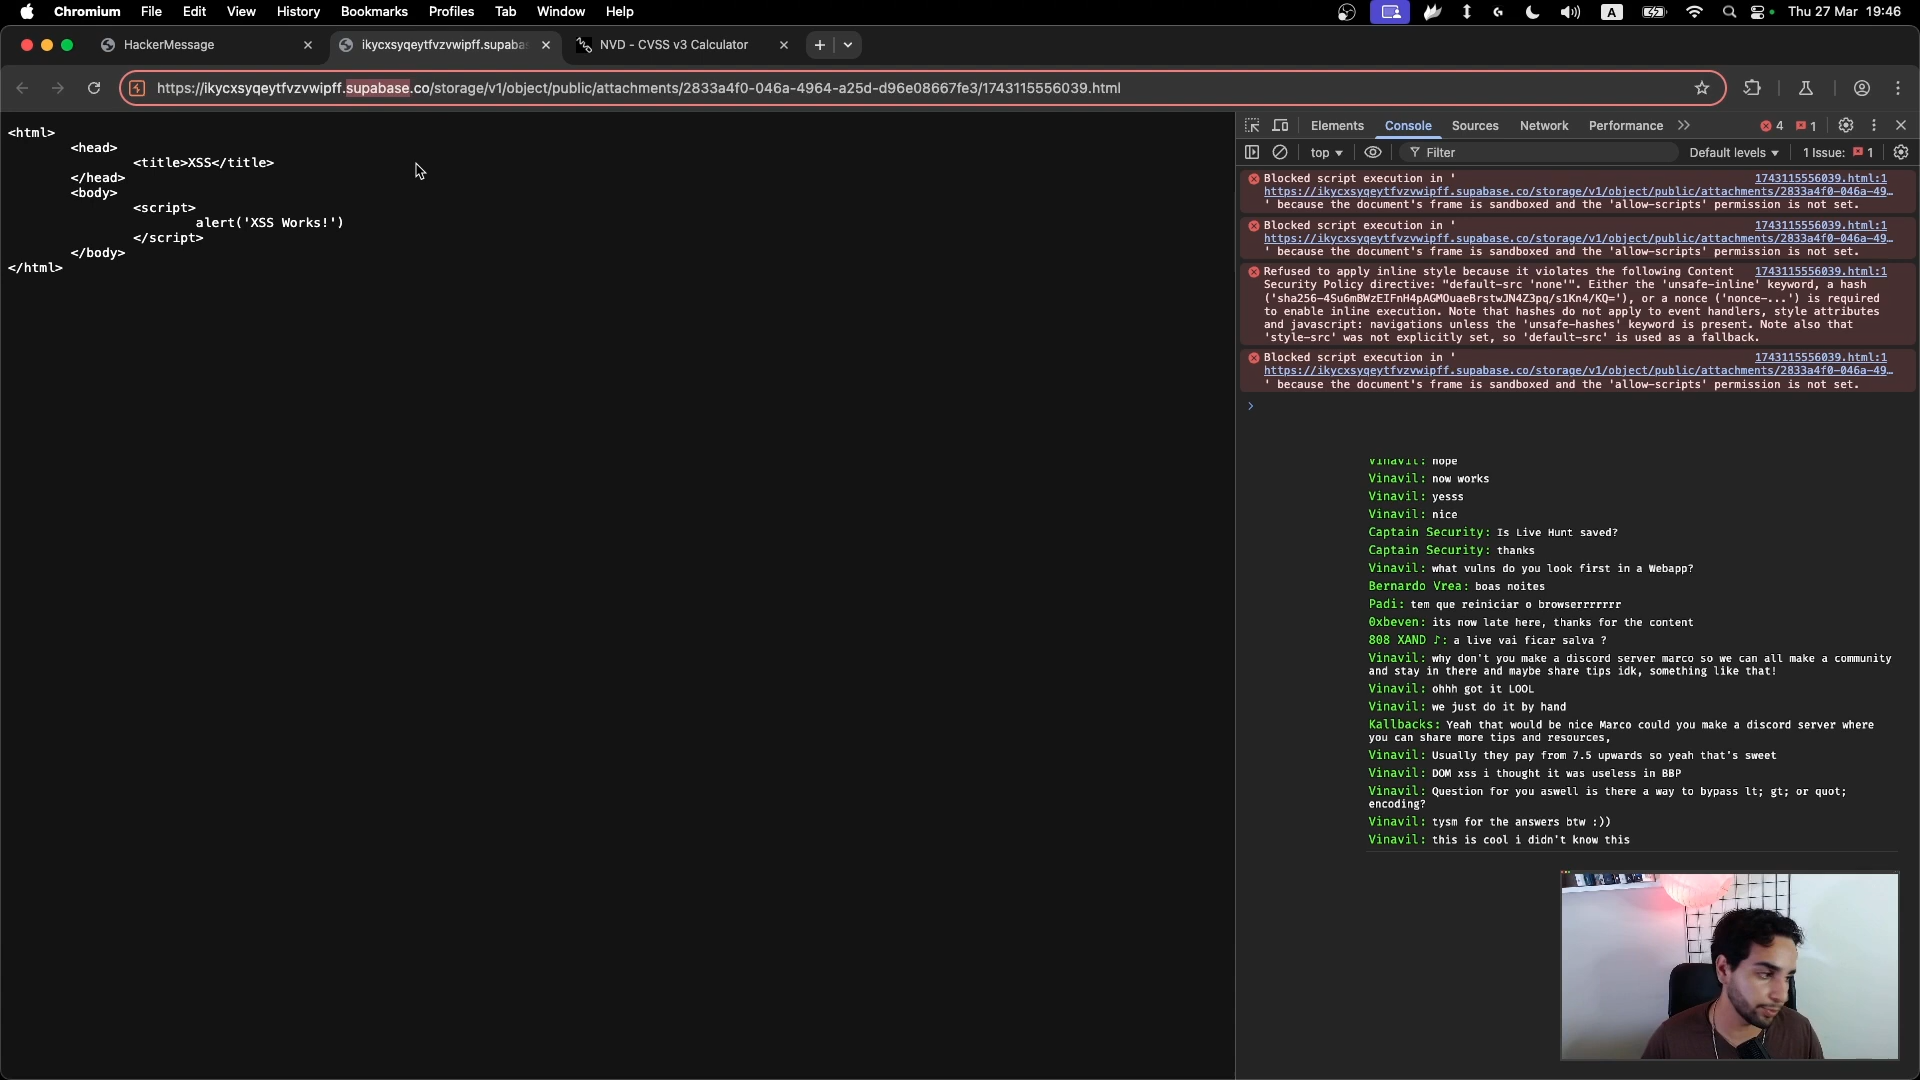 Chromium File Edit View History Bookmarks Profiles Tab Window Help A Thu 27 Mar 19:46
HackerMessage
ikycxsyqeytfvzvwipff.supaba
NVD - CVSS v3 Calculator
https://ikycxsyqeytfvzvwipff.supabase.co/storage/v1/object/public/attachments/2833a4f0-046a-4964-a25d-d96e08667fe3/1743115556039.html
<html>
<head>
<title>XSS</title>
</head>
<body>
<script>
alert('XSS Works!')
</script>
</body>
</html>
Elements Console Sources Network Performance 4 1
top Filter Default levels 1 Issue: 1
Blocked script execution in ' 1743115556039.html:1
https://ikycxsyqeytfvzvwipff.supabase.co/storage/v1/object/public/attachments/2833a4f0-046a-49…
' because the document's frame is sandboxed and the 'allow-scripts' permission is not set.
Blocked script execution in ' 1743115556039.html:1
https://ikycxsyqeytfvzvwipff.supabase.co/storage/v1/object/public/attachments/2833a4f0-046a-49…
' because the document's frame is sandboxed and the 'allow-scripts' permission is not set.
Refused to apply inline style because it violates the following Content 1743115556039.html:1
Security Policy directive: "default-src 'none'". Either the 'unsafe-inline' keyword, a hash
('sha256-4Su6mBWzEIFnH4pAGMOuaeBrstwJN4Z3pq/s1Kn4/KQ='), or a nonce ('nonce-...') is required
to enable inline execution. Note that hashes do not apply to event handlers, style attributes
and javascript: navigations unless the 'unsafe-hashes' keyword is present. Note also that
'style-src' was not explicitly set, so 'default-src' is used as a fallback.
Blocked script execution in ' 1743115556039.html:1
https://ikycxsyqeytfvzvwipff.supabase.co/storage/v1/object/public/attachments/2833a4f0-046a-49…
' because the document's frame is sandboxed and the 'allow-scripts' permission is not set.
Vinavil: nope
Vinavil: now works
Vinavil: yesss
Vinavil: nice
Captain Security: Is Live Hunt saved?
Captain Security: thanks
Vinavil: what vulns do you look first in a Webapp?
Bernardo Vrea: boas noites
Padi: tem que reiniciar o browserrrrrrr
0xbeven: its now late here, thanks for the content
808 XAND ♪: a live vai ficar salva ?
Vinavil: why don't you make a discord server marco so we can all make a community
and stay in there and maybe share tips idk, something like that!
Vinavil: ohhh got it LOOL
Vinavil: we just do it by hand
Kallbacks: Yeah that would be nice Marco could you make a discord server where
you can share more tips and resources,
Vinavil: Usually they pay from 7.5 upwards so yeah that's sweet
Vinavil: DOM xss i thought it was useless in BBP
Vinavil: Question for you aswell is there a way to bypass lt; gt; or quot;
encoding?
Vinavil: tysm for the answers btw :))
Vinavil: this is cool i didn't know this